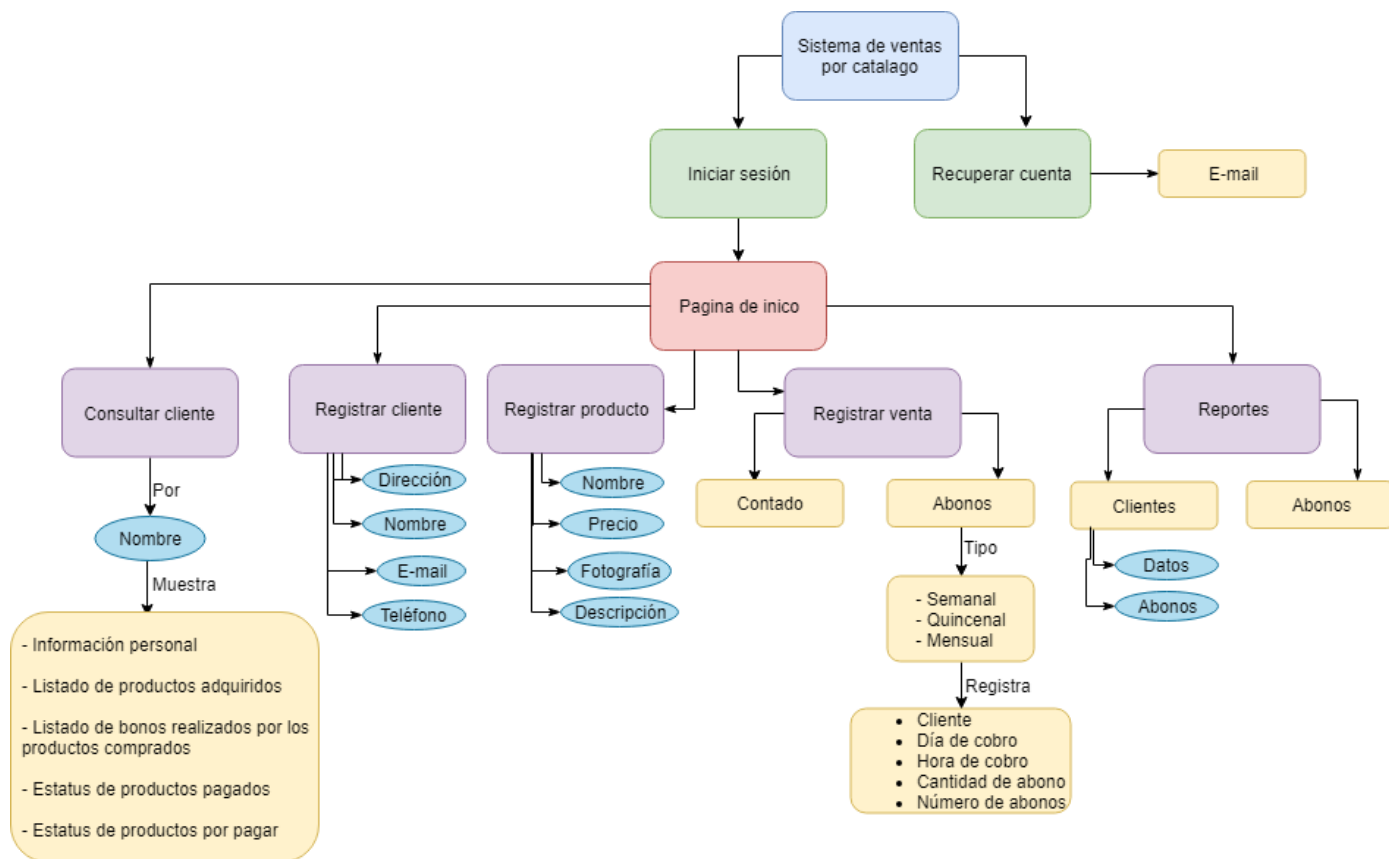 Sistema de ventas
por catalago
Iniciar sesión
Recuperar cuenta
E-mail
Pagina de inico
Consultar cliente
Registrar cliente
Registrar producto
Registrar venta
Reportes
Por
Nombre
Muestra
- Información personal
- Listado de productos adquiridos
- Listado de bonos realizados por los
productos comprados
- Estatus de productos pagados
- Estatus de productos por pagar
Dirección
Nombre
E-mail
Teléfono
Nombre
Precio
Fotografía
Descripción
Contado
Abonos
Tipo
- Semanal
- Quincenal
- Mensual
Registra
• Cliente
• Día de cobro
• Hora de cobro
• Cantidad de abono
• Número de abonos
Clientes
Datos
Abonos
Abonos